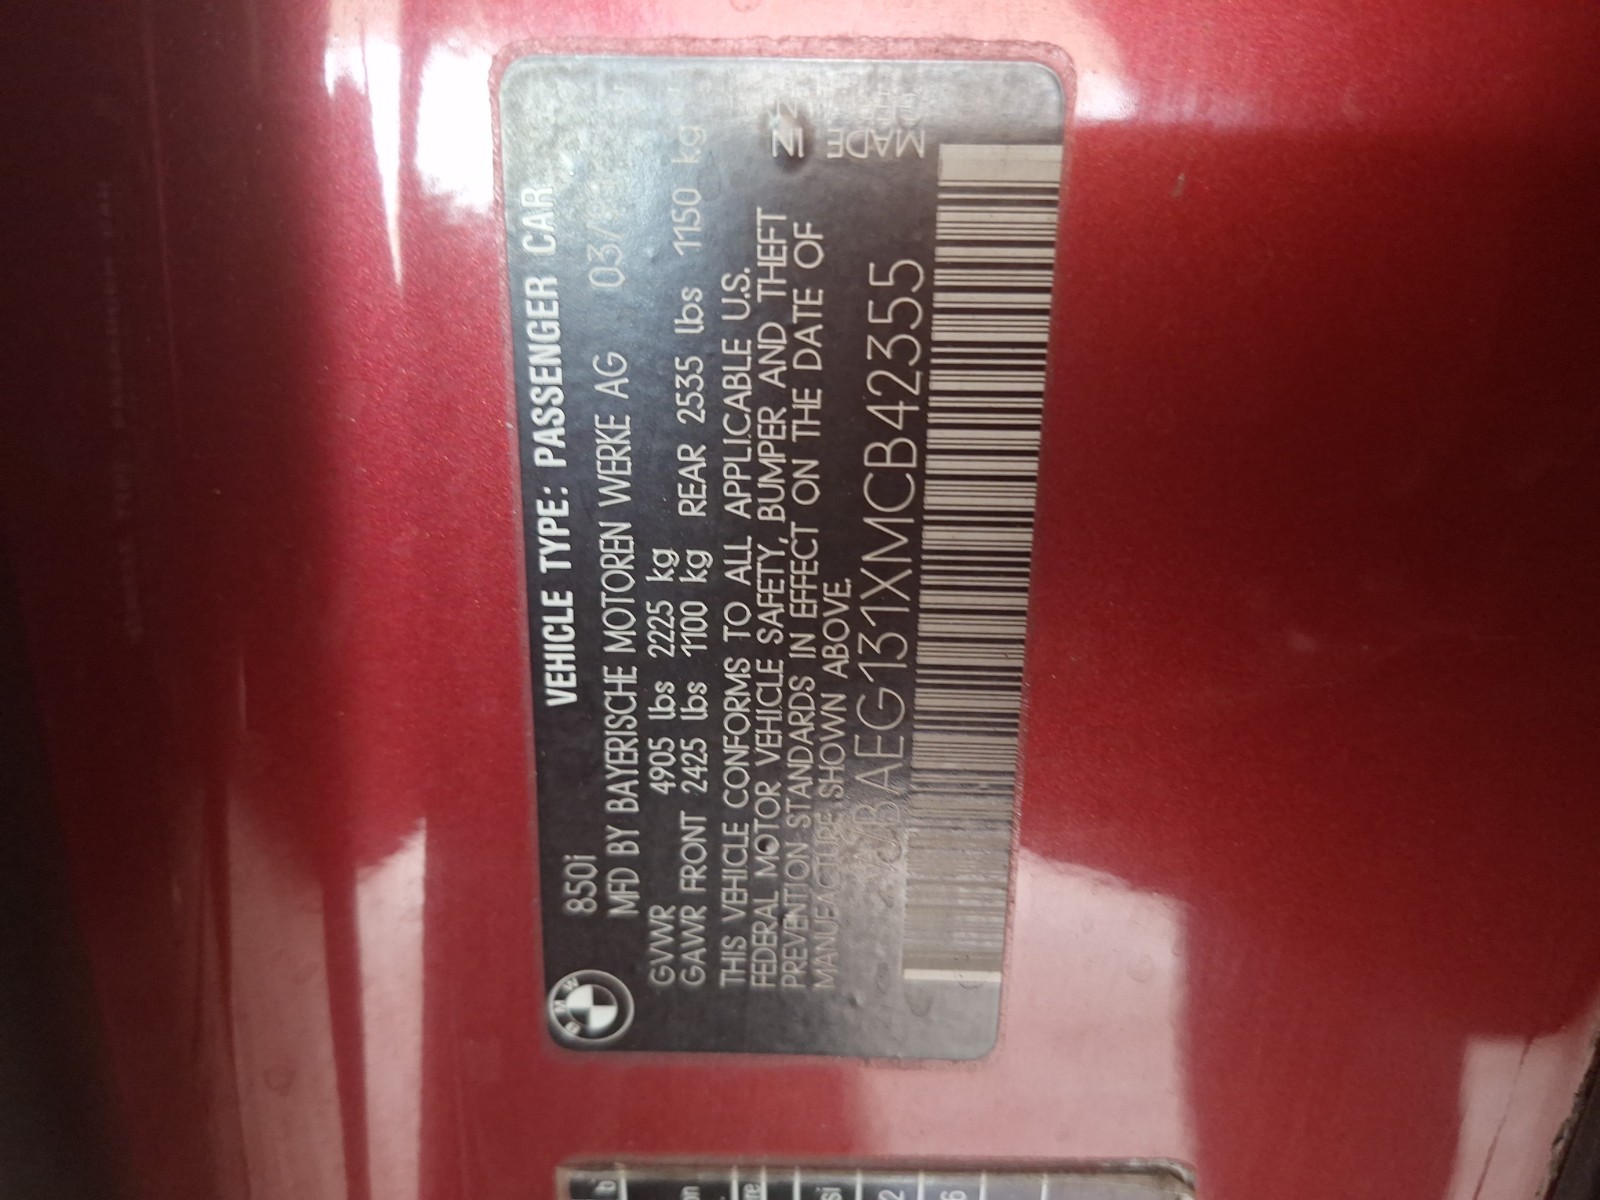 BMW
850i
VEHICLE TYPE: PASSENGER CAR
MFD BY BAYERISCHE MOTOREN WERKE AG
GVWR 4905 lbs 2225 kg
GAWR FRONT 2425 lbs 1100 kg REAR 2535 lbs 1150 kg
THIS VEHICLE CONFORMS TO ALL APPLICABLE U.S.
FEDERAL MOTOR VEHICLE SAFETY, BUMPER AND THEFT
PREVENTION STANDARDS IN EFFECT ON THE DATE OF
MANUFACTURE SHOWN ABOVE.
MADE